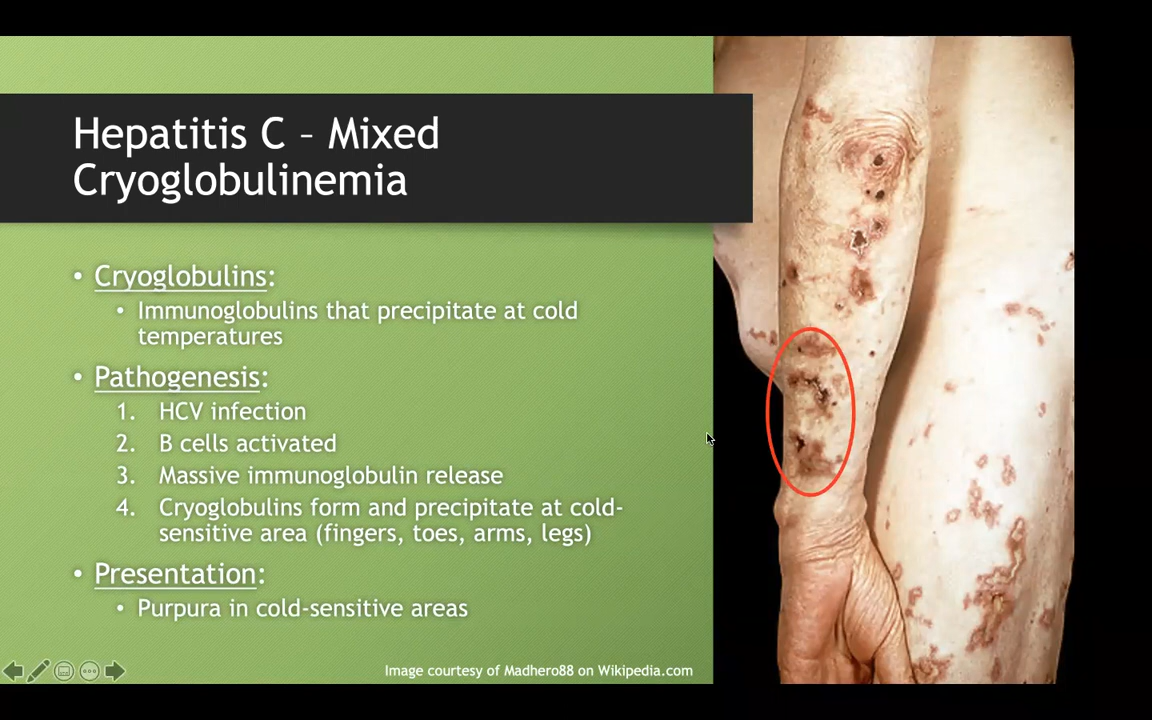 Hepatitis C – Mixed
Cryoglobulinemia
• Cryoglobulins:
• Immunoglobulins that precipitate at cold
temperatures
• Pathogenesis:
1. HCV infection
2. B cells activated
3. Massive immunoglobulin release
4. Cryoglobulins form and precipitate at cold-
sensitive area (fingers, toes, arms, legs)
• Presentation:
• Purpura in cold-sensitive areas
Image courtesy of Madhero88 on Wikipedia.com